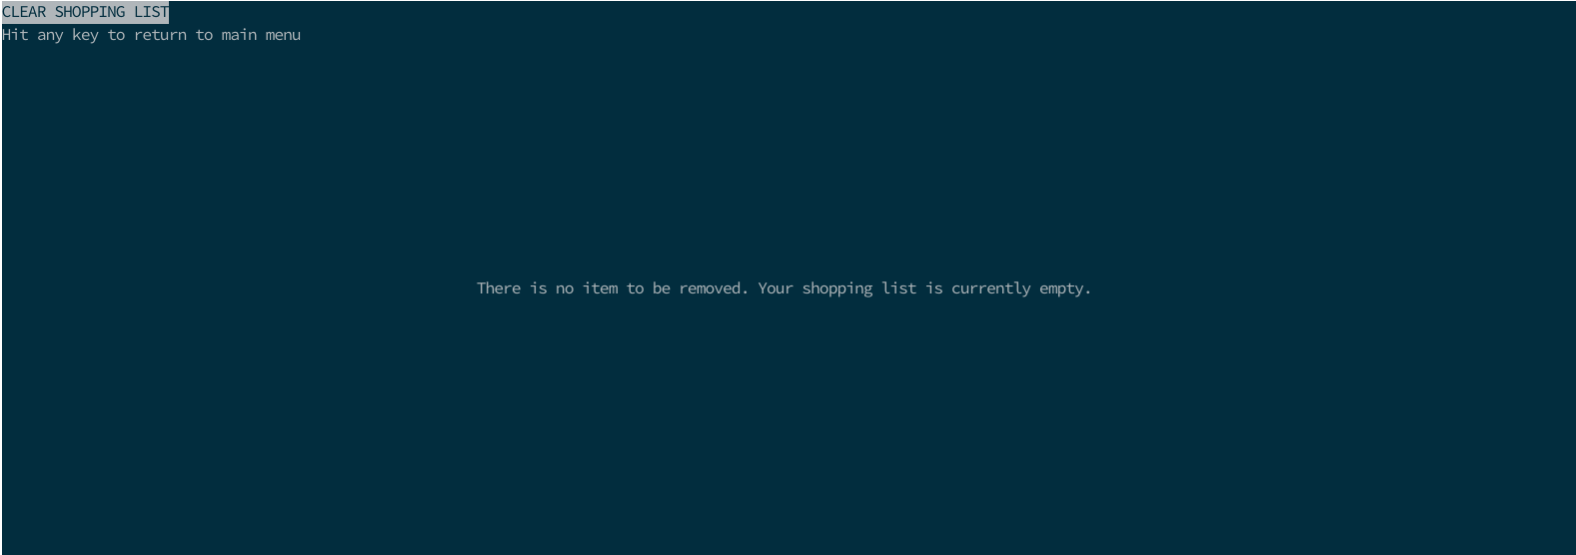 CLEAR SHOPPING LIST
Hit any key to return to main menu
There is no item to be removed. Your shopping list is currently empty.